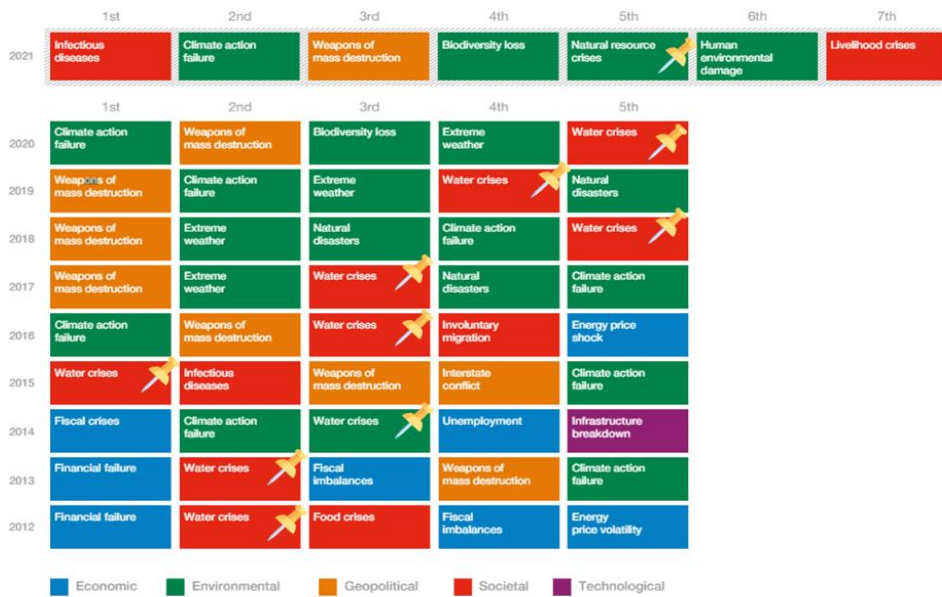 1st 2nd 3rd 4th 5th 6th 7th
2021
Infectious diseases
Climate action failure
Weapons of mass destruction
Biodiversity loss
Natural resource crises
Human environmental damage
Livelihood crises
1st 2nd 3rd 4th 5th
2020
Climate action failure
Weapons of mass destruction
Biodiversity loss
Extreme weather
Water crises
2019
Weapons of mass destruction
Climate action failure
Extreme weather
Water crises
Natural disasters
2018
Weapons of mass destruction
Extreme weather
Natural disasters
Climate action failure
Water crises
2017
Weapons of mass destruction
Extreme weather
Water crises
Natural disasters
Climate action failure
2016
Climate action failure
Weapons of mass destruction
Water crises
Involuntary migration
Energy price shock
2015
Water crises
Infectious diseases
Weapons of mass destruction
Interstate conflict
Climate action failure
2014
Fiscal crises
Climate action failure
Water crises
Unemployment
Infrastructure breakdown
2013
Financial failure
Water crises
Fiscal imbalances
Weapons of mass destruction
Climate action failure
2012
Financial failure
Water crises
Food crises
Fiscal imbalances
Energy price volatility
Economic Environmental Geopolitical Societal Technological